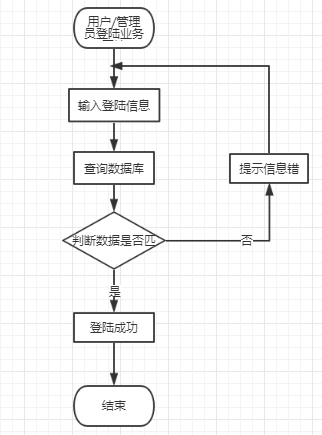 用户/管理
员登陆业务
输入登陆信息
查询数据库
提示信息错
判断数据是否匹
否
是
登陆成功
结束